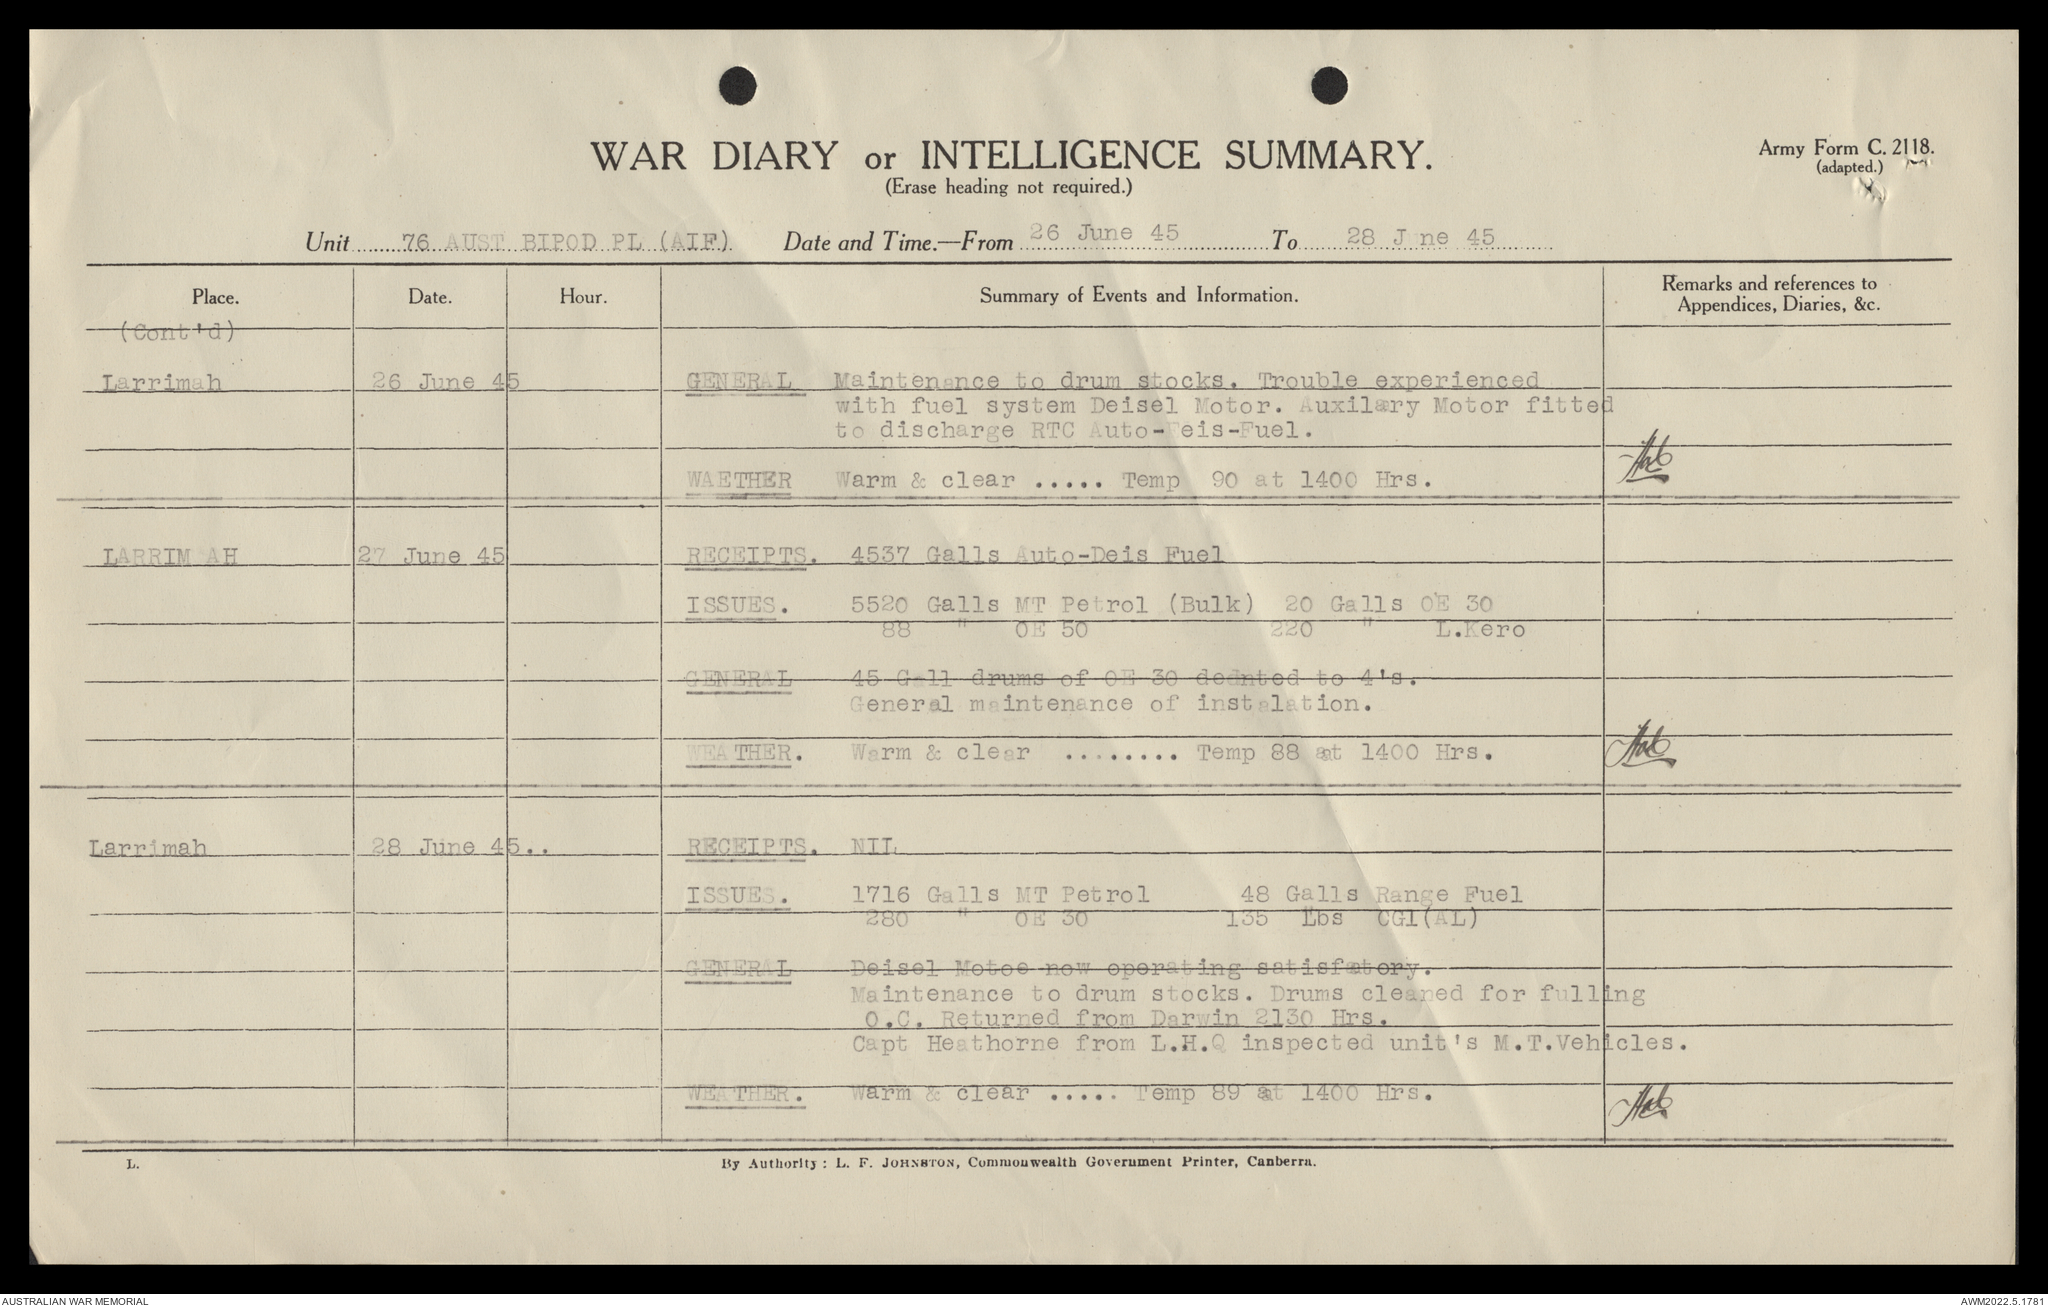 WAR DIARY or INTELLIGENCE SUMMARY.
(Erase heading not required.)
Army Form C. 2118.
(adapted.)
Unit 76 AUST BIPOD PL (AIF). Date and Time.—From 26 June 45 To 28 June 45
Place. Date. Hour. Summary of Events and Information. Remarks and references to Appendices, Diaries, &c.
(Cont'd)
Larrimah 26 June 45 GENERAL Maintenance to drum stocks. Trouble experienced
with fuel system Deisel Motor. Auxilary Motor fitted
to discharge RTC Auto-Deis-Fuel.
WAETHER Warm & clear ..... Temp 90 at 1400 Hrs.
LARRIM AH 27 June 45 RECEIPTS. 4537 Galls Auto-Deis Fuel
ISSUES. 5520 Galls MT Petrol (Bulk) 20 Galls OE 30
88 " OE 50 220 " L.Kero
GENERAL 45 Gall drums of OE 30 dednted to 4's.
General maintenance of instalation.
WEATHER. Warm & clear ........ Temp 88 at 1400 Hrs.
Larrimah 28 June 45.. RECEIPTS. NIL
ISSUES. 1716 Galls MT Petrol 48 Galls Range Fuel
280 " OE 30 135 Lbs CG1(AL)
GENERAL Deisel Motoe now operating satisfatory.
Maintenance to drum stocks. Drums cleaned for fulling
O.C. Returned from Darwin 2130 Hrs.
Capt Heathorne from L.H.Q inspected unit's M.T.Vehicles.
WEATHER. Warm & clear ..... Temp 89 at 1400 Hrs.
L. By Authority: L. F. JOHNSTON, Commonwealth Government Printer, Canberra.
AUSTRALIAN WAR MEMORIAL AWM2022.5.1781